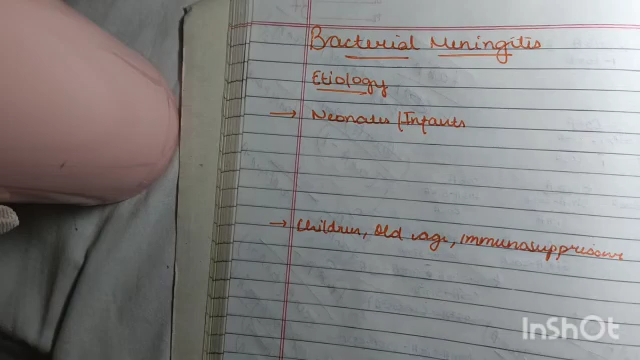 Bacterial Meningitis
Etiology
→ Neonates / Infants
→ Children, Old age, immunosuppressive
InShOt